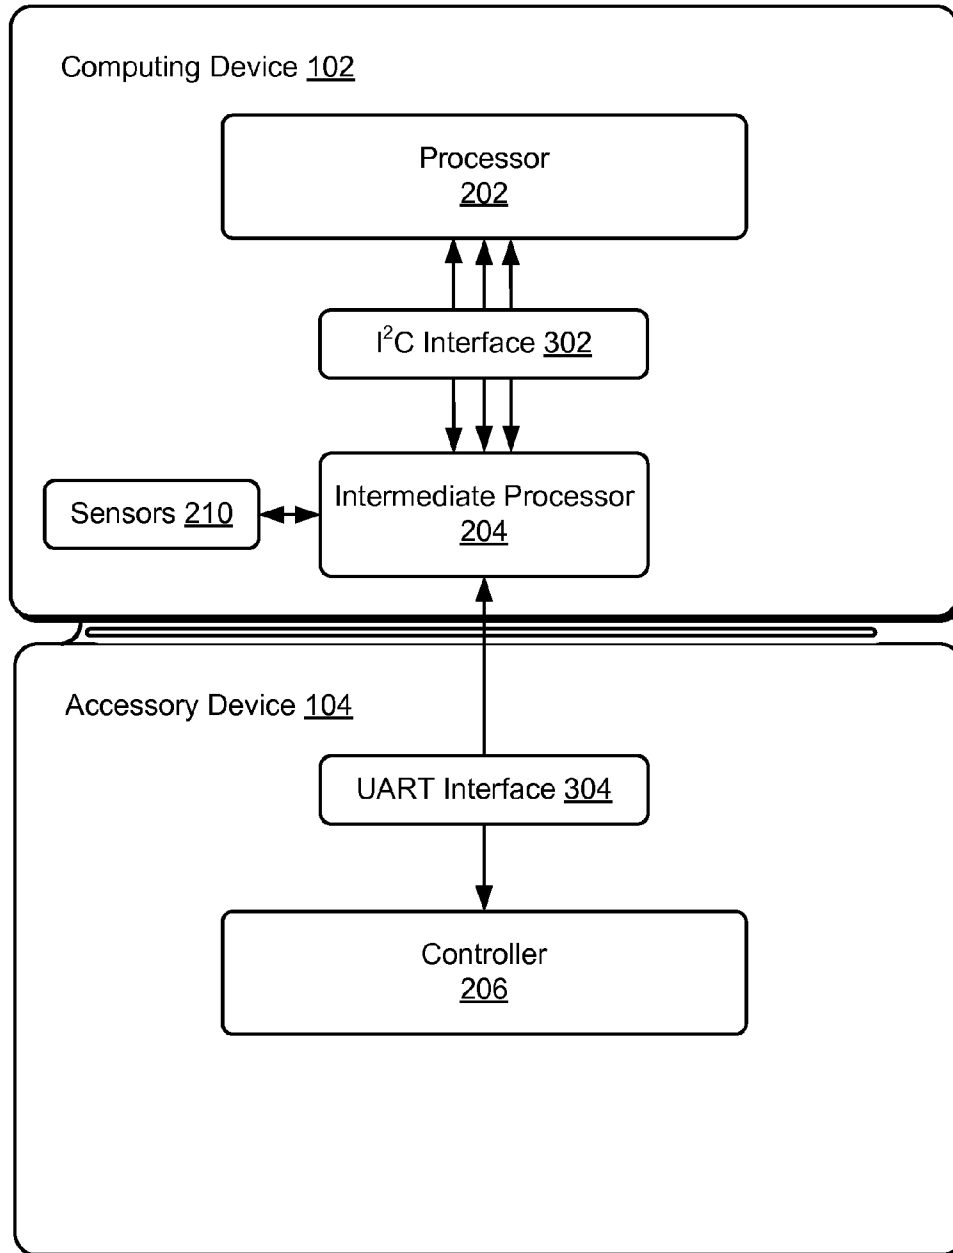 Computing Device 102
Processor
202
I²C Interface 302
Intermediate Processor
204
Sensors 210
Accessory Device 104
UART Interface 304
Controller
206